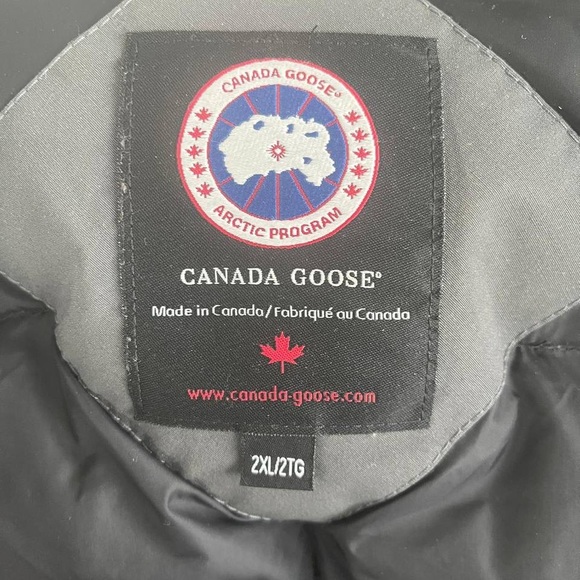 CANADA GOOSE®
ARCTIC PROGRAM
CANADA GOOSE®
Made in Canada/Fabriqué au Canada
www.canada-goose.com
2XL/2TG